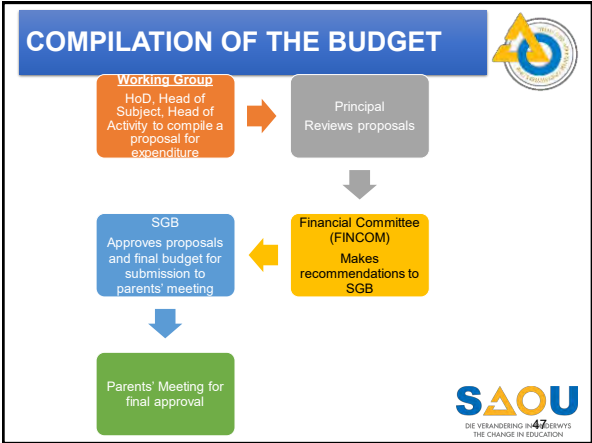 COMPILATION OF THE BUDGET
Working Group
HoD, Head of
Subject, Head of
Activity to compile a
proposal for
expenditure
Principal
Reviews proposals
SGB
Approves proposals
and final budget for
submission to
parents' meeting
Financial Committee
(FINCOM)
Makes
recommendations to
SGB
Parents' Meeting for
final approval
SAOU
47
DIE VERANDERING IN
THE CHANGE IN EDUCATION